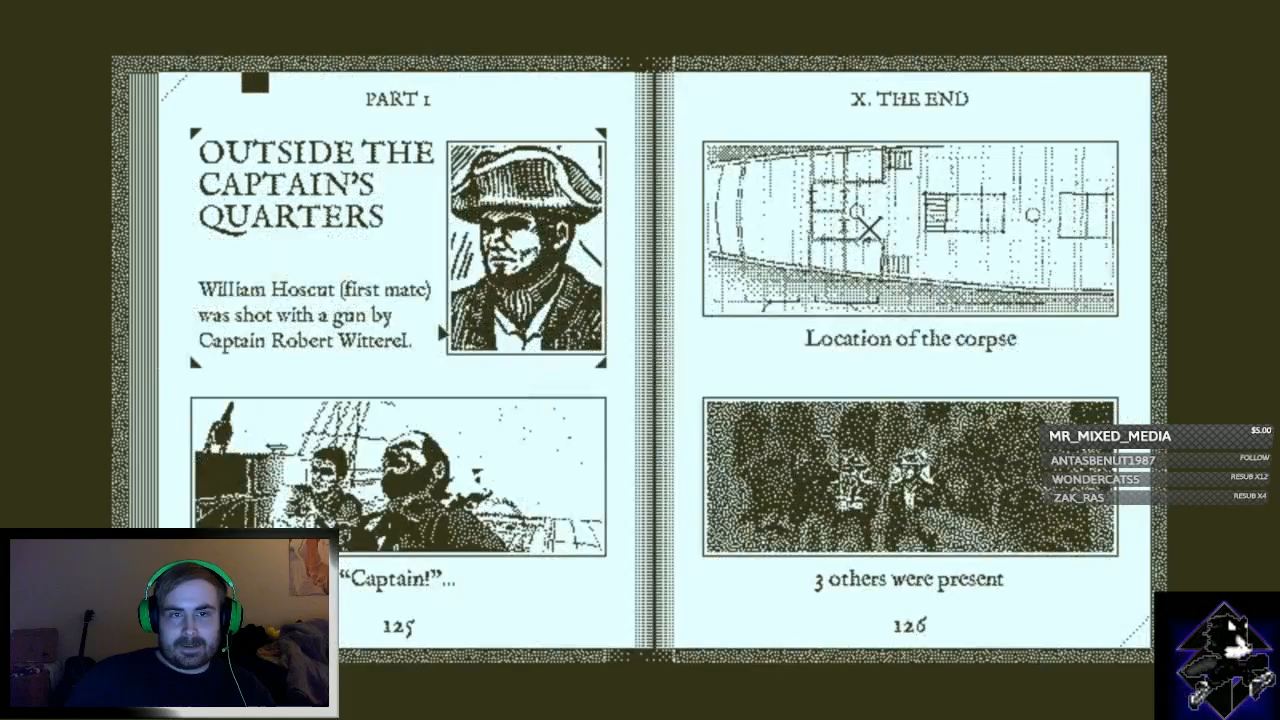 PART 1
OUTSIDE THE
CAPTAIN'S
QUARTERS
William Hoscut (first mate)
was shot with a gun by
Captain Robert Witterel.
"Captain!"...
125
X. THE END
Location of the corpse
3 others were present
126
MR_MIXED_MEDIA $5.00
ANTASBENUT1987 FOLLOW
WONDERCATS5 RESUB X12
ZAK_RAS RESUB X4